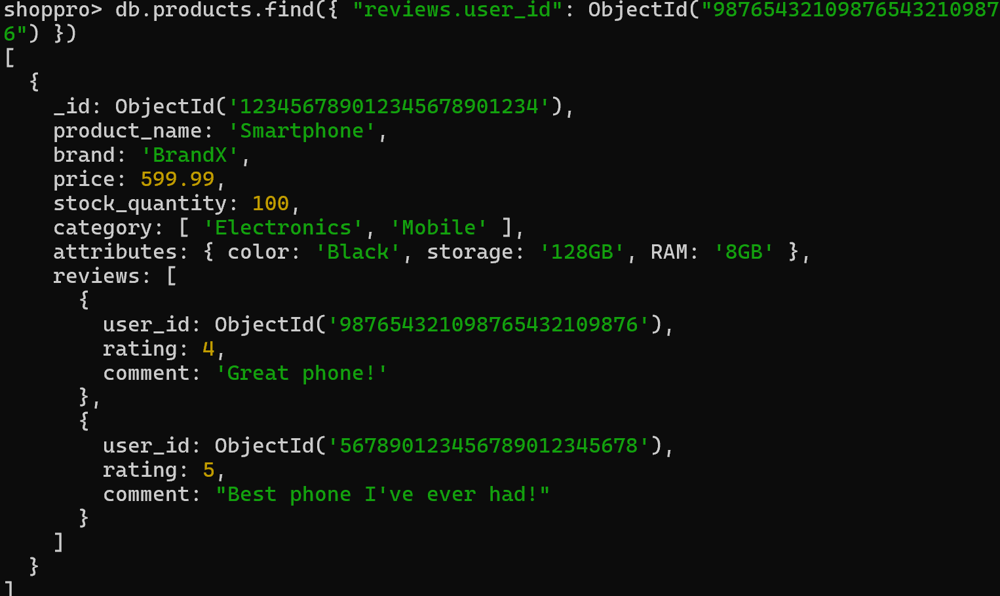 shoppro> db.products.find({ "reviews.user_id": ObjectId("98765432109876543210987
6") })
[
  {
    _id: ObjectId('123456789012345678901234'),
    product_name: 'Smartphone',
    brand: 'BrandX',
    price: 599.99,
    stock_quantity: 100,
    category: [ 'Electronics', 'Mobile' ],
    attributes: { color: 'Black', storage: '128GB', RAM: '8GB' },
    reviews: [
      {
        user_id: ObjectId('987654321098765432109876'),
        rating: 4,
        comment: 'Great phone!'
      },
      {
        user_id: ObjectId('567890123456789012345678'),
        rating: 5,
        comment: "Best phone I've ever had!"
      }
    ]
  }
]